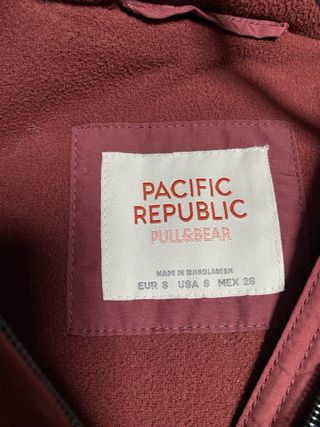 PACIFIC
REPUBLIC
PULL&BEAR
MADE IN BANGLADESH
EUR S USA S MEX 26